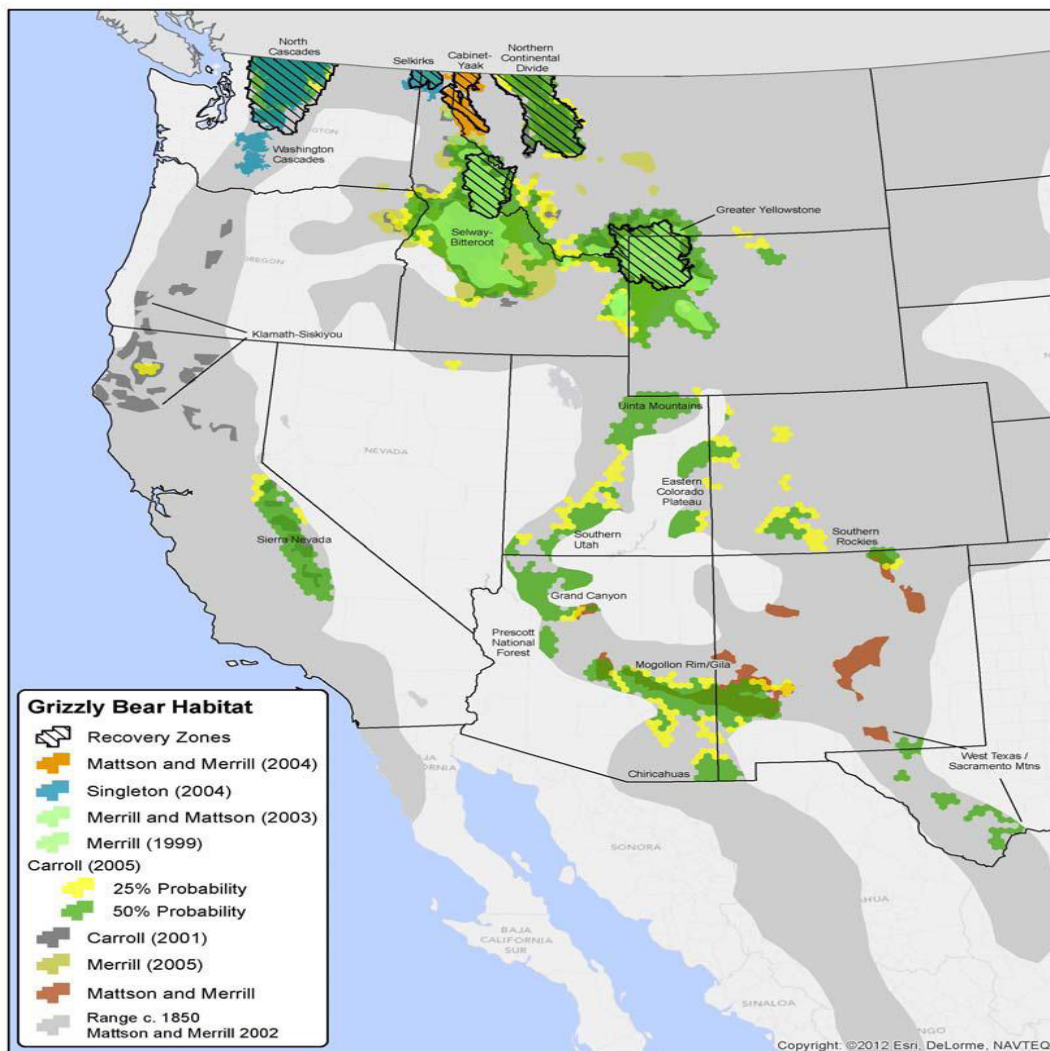 North
Cascades
Selkirks
Cabinet-
Yaak
Northern
Continental
Divide
Washington
Cascades
Greater Yellowstone
Selway-
Bitteroot
OREGON
Klamath-Siskiyou
Uinta Mountains
NEVADA
Eastern
Colorado
Plateau
Southern
Utah
Southern
Rockies
Sierra Nevada
Grand Canyon
Prescott
National
Forest
Mogollon Rim/Gila
West Texas /
Sacramento Mtns
Chiricahuas
SONORA
BAJA
CALIFORNIA
SUR
SINALOA
Grizzly Bear Habitat
Recovery Zones
Mattson and Merrill (2004)
Singleton (2004)
Merrill and Mattson (2003)
Merrill (1999)
Carroll (2005)
25% Probability
50% Probability
Carroll (2001)
Merrill (2005)
Mattson and Merrill
Range c. 1850
Mattson and Merrill 2002
Copyright: ©2012 Esri, DeLorme, NAVTEQ